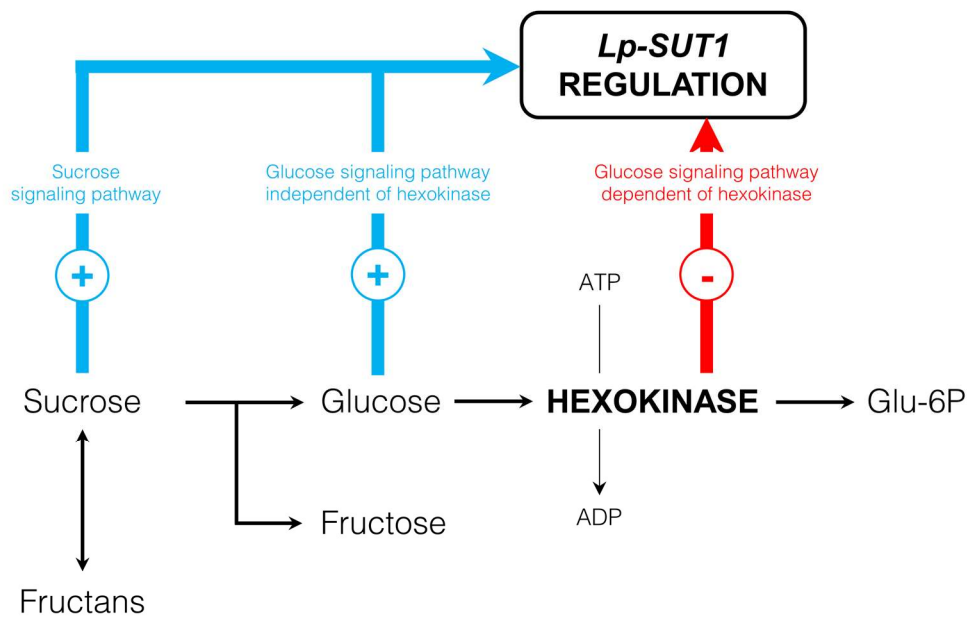 Lp-SUT1
REGULATION
Sucrose
signaling pathway
Glucose signaling pathway
independent of hexokinase
Glucose signaling pathway
dependent of hexokinase
+
+
-
ATP
Sucrose
Glucose
HEXOKINASE
Glu-6P
Fructose
ADP
Fructans